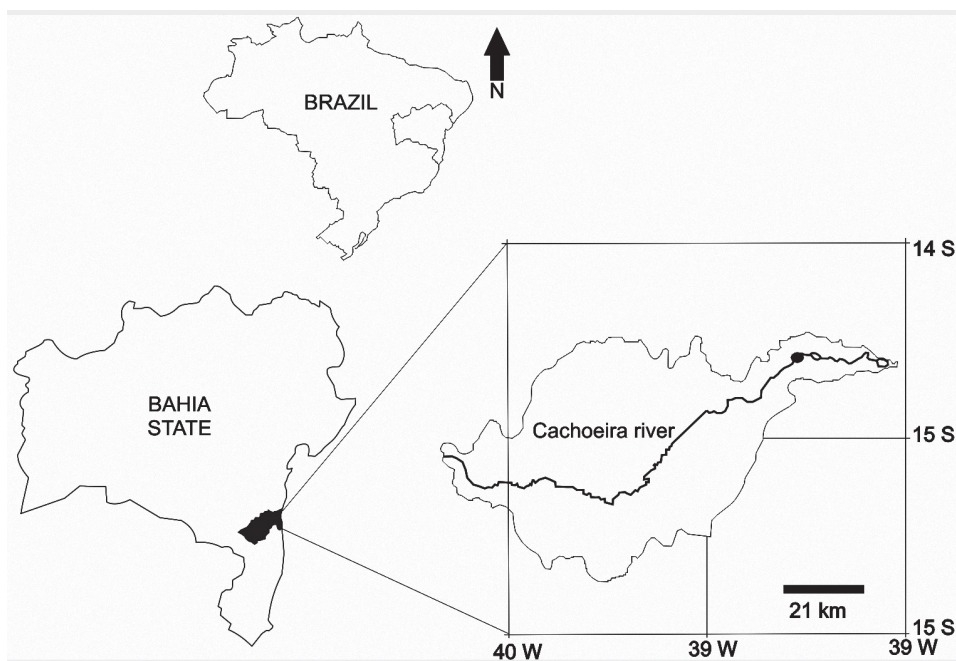 BRAZIL
N
14 S
BAHIA
STATE
Cachoeira river
15 S
21 km
15 S
40 W
39 W
39 W